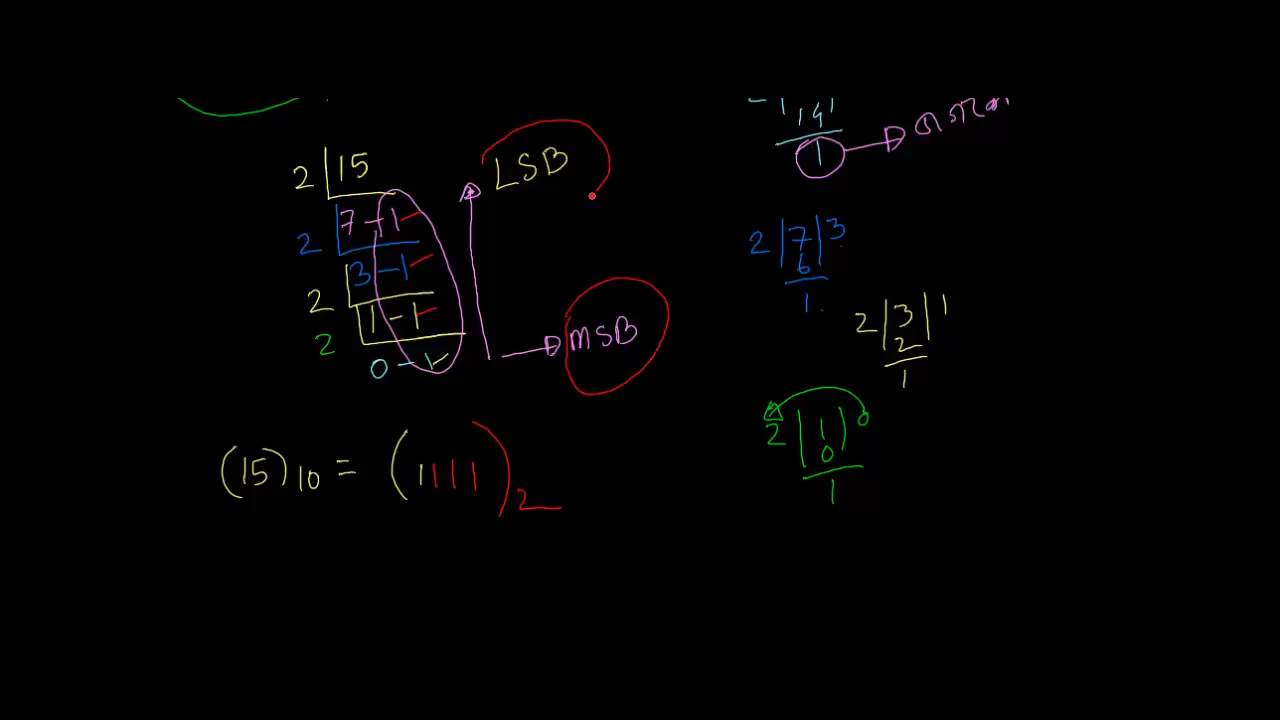 2 15 LSB
2 7 - 1
2 3 - 1
2 1 - 1 MSB
0 - 1
(15)10 = (1111)2
14
1
2 7 3
6
1
2 3 1
2
1
2 1 0
0
1